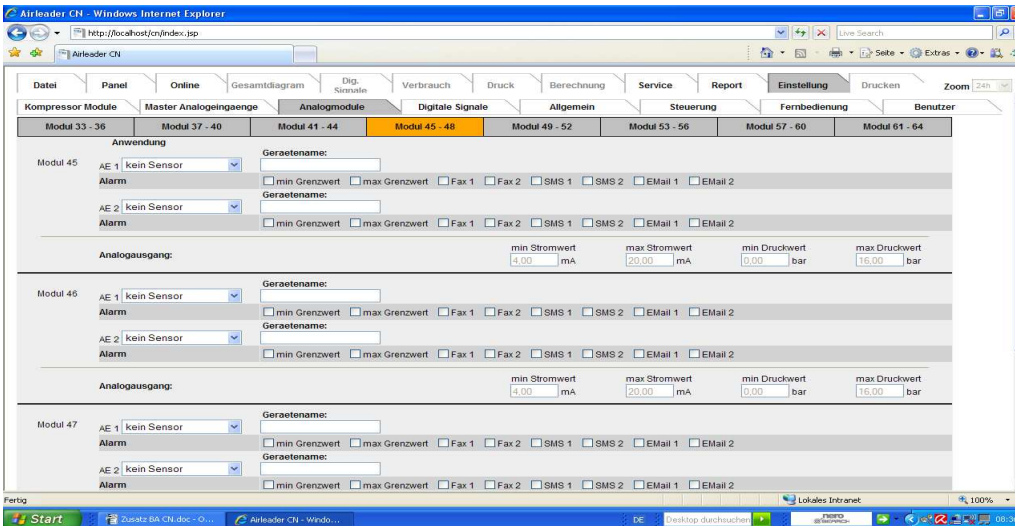 Airleader CN - Windows Internet Explorer
http://localhost/cn/index.jsp
Live Search
Airleader CN
Seite Extras
Datei Panel Online Gesamtdiagram Dig. Signale Verbrauch Druck Berechnung Service Report Einstellung Drucken Zoom 24h
Kompressor Module Master Analogeingaenge Analogmodule Digitale Signale Allgemein Steuerung Fernbedienung Benutzer
Modul 33 - 36 Modul 37 - 40 Modul 41 - 44 Modul 45 - 48 Modul 49 - 52 Modul 53 - 56 Modul 57 - 60 Modul 61 - 64
Anwendung
Geraetename:
Modul 45 AE 1 kein Sensor
Alarm min Grenzwert max Grenzwert Fax 1 Fax 2 SMS 1 SMS 2 EMail 1 EMail 2
Geraetename:
AE 2 kein Sensor
Alarm min Grenzwert max Grenzwert Fax 1 Fax 2 SMS 1 SMS 2 EMail 1 EMail 2
min Stromwert max Stromwert min Druckwert max Druckwert
Analogausgang: 4,00 mA 20,00 mA 0,00 bar 16,00 bar
Geraetename:
Modul 46 AE 1 kein Sensor
Alarm min Grenzwert max Grenzwert Fax 1 Fax 2 SMS 1 SMS 2 EMail 1 EMail 2
Geraetename:
AE 2 kein Sensor
Alarm min Grenzwert max Grenzwert Fax 1 Fax 2 SMS 1 SMS 2 EMail 1 EMail 2
min Stromwert max Stromwert min Druckwert max Druckwert
Analogausgang: 4,00 mA 20,00 mA 0,00 bar 16,00 bar
Geraetename:
Modul 47 AE 1 kein Sensor
Alarm min Grenzwert max Grenzwert Fax 1 Fax 2 SMS 1 SMS 2 EMail 1 EMail 2
Geraetename:
AE 2 kein Sensor
Alarm min Grenzwert max Grenzwert Fax 1 Fax 2 SMS 1 SMS 2 EMail 1 EMail 2
Fertig Lokales Intranet 100%
Start Zusatz BA CN.doc - O... Airleader CN - Windo... DE Desktop durchsuchen nero